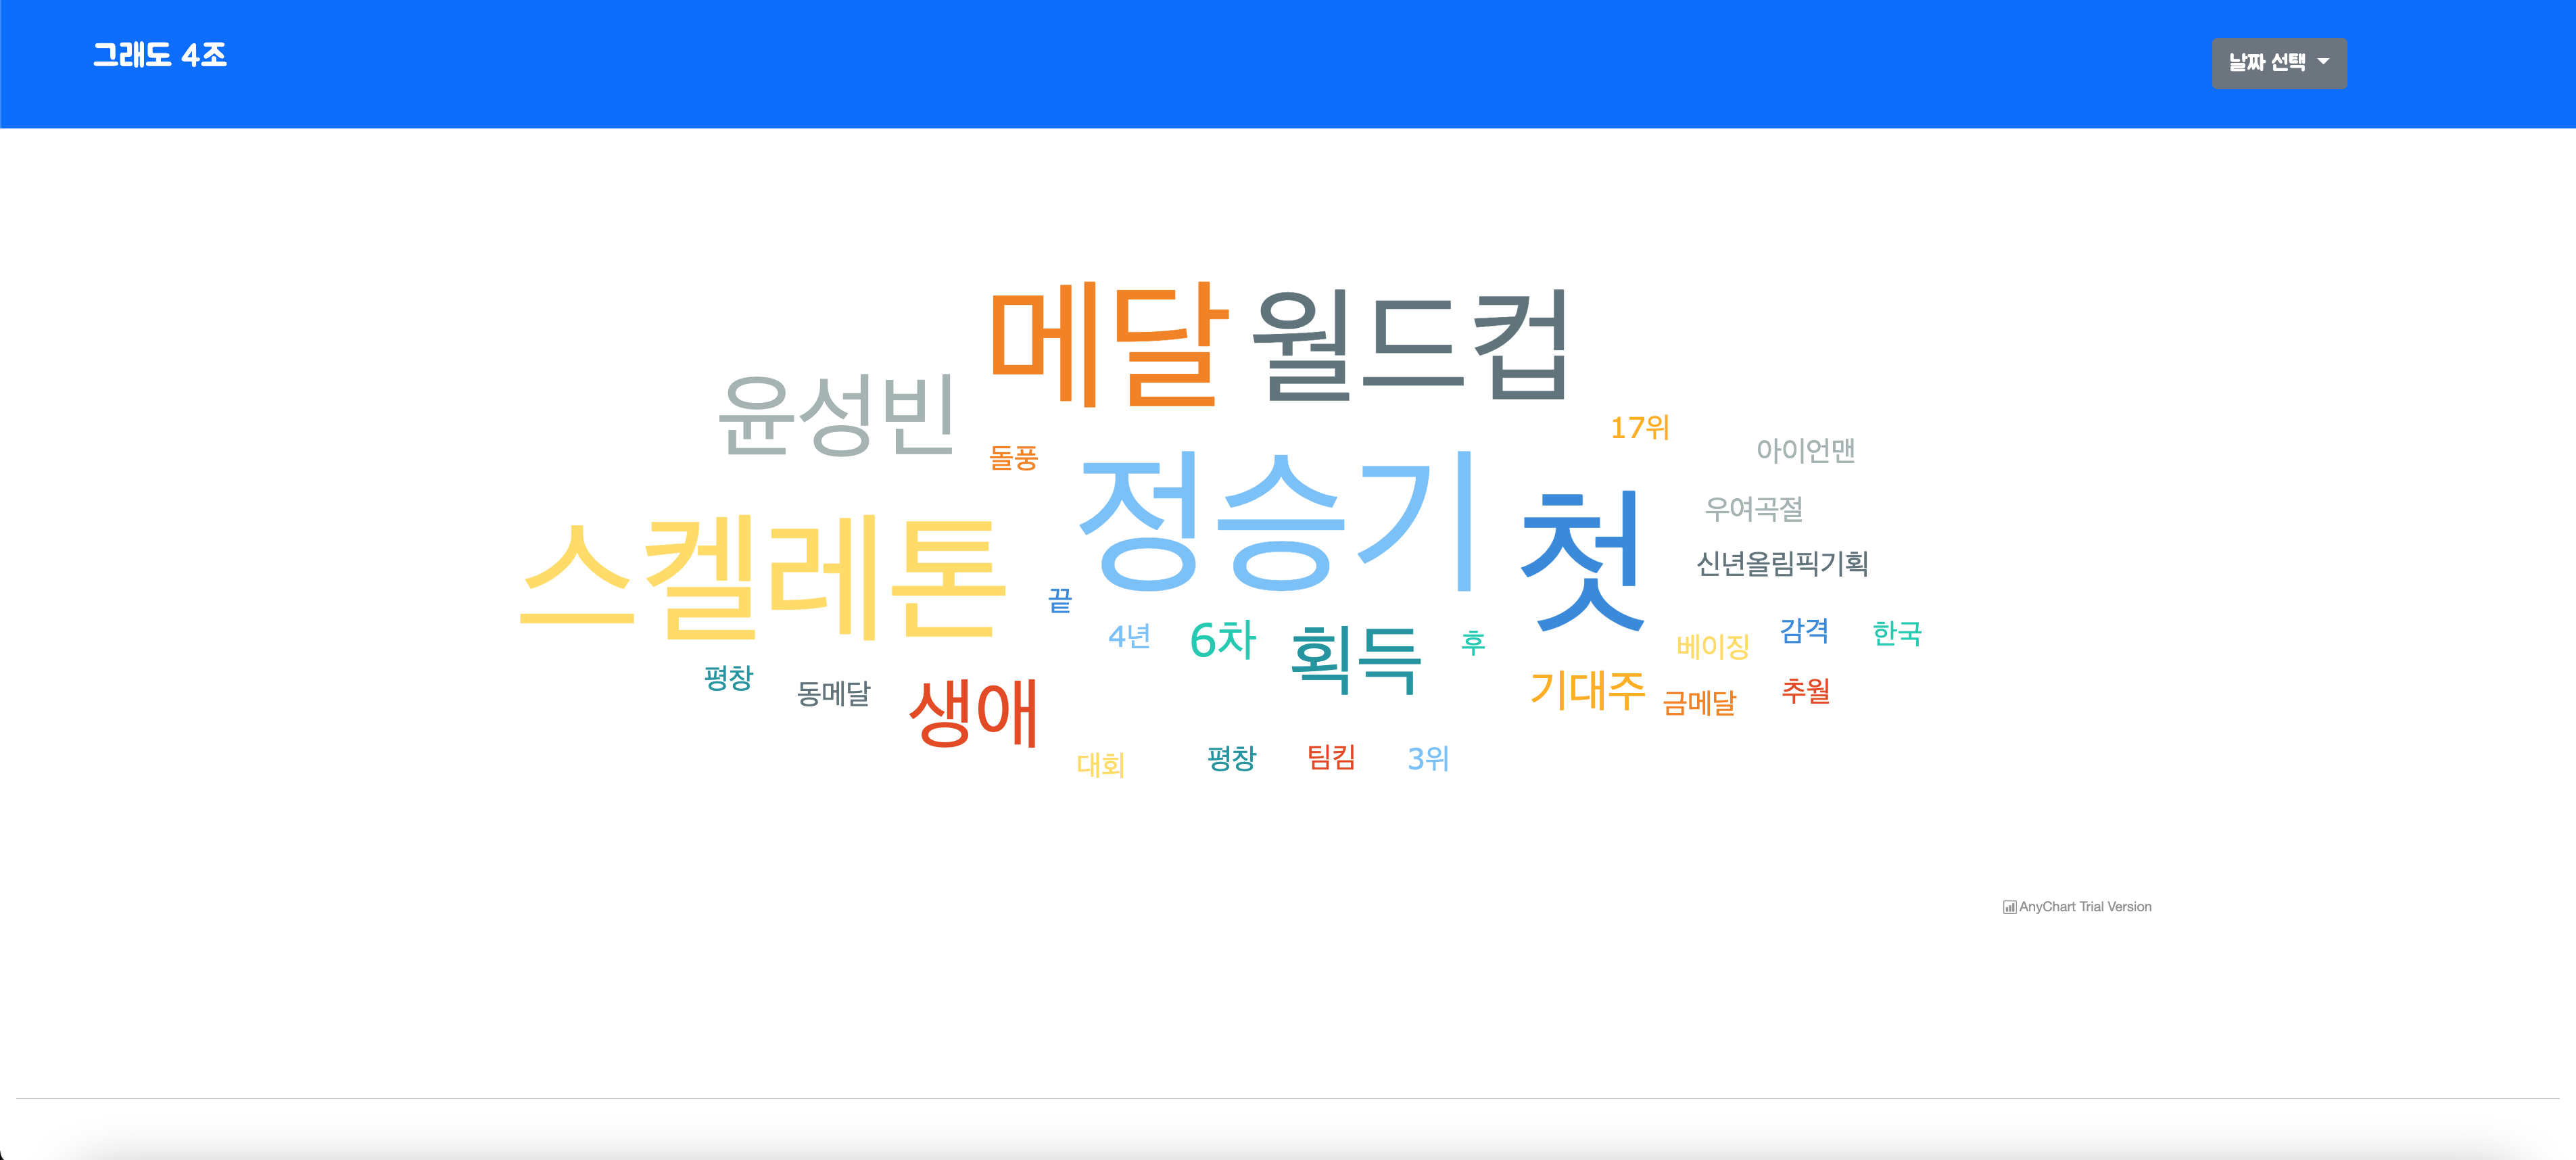 그래도 4조
날짜 선택
메달 월드컵
윤성빈
17위
돌풍
아이언맨
정승기
첫
우여곡절
스켈레톤
신년올림픽기획
끝
4년
6차
획득
후
베이징
감격
한국
평창
동메달
생애
기대주
금메달
추월
대회
평창
팀킴
3위
AnyChart Trial Version